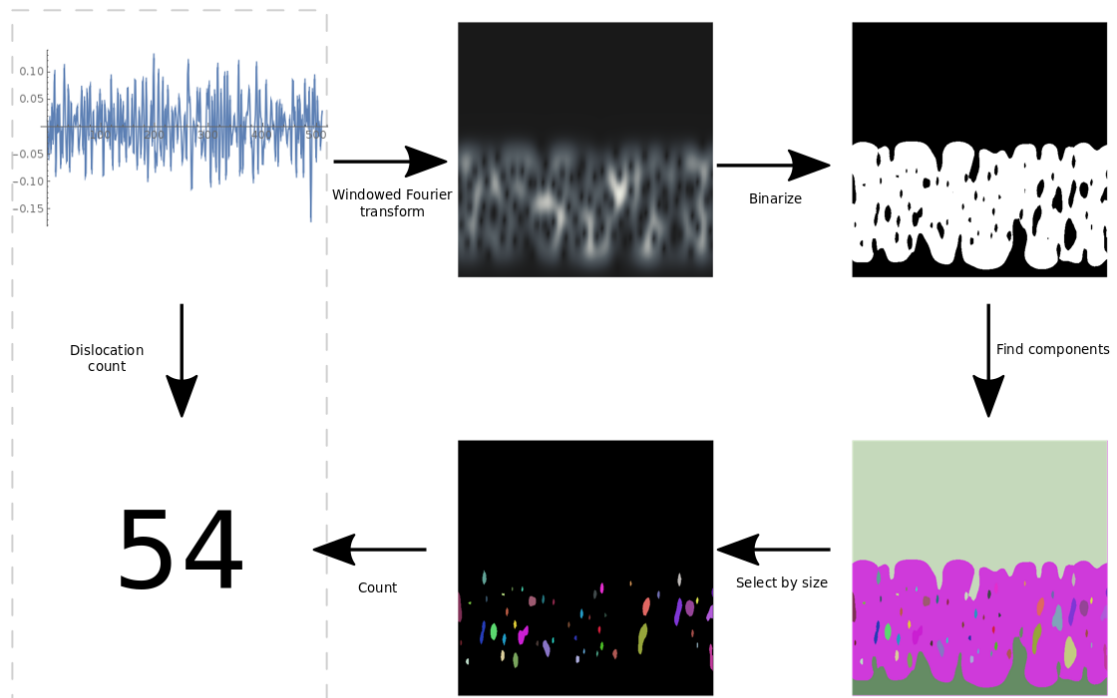 0.10
0.05
−0.05
−0.10
−0.15
100
200
300
400
500
Windowed Fourier
transform
Binarize
Dislocation
count
Find components
54
Count
Select by size